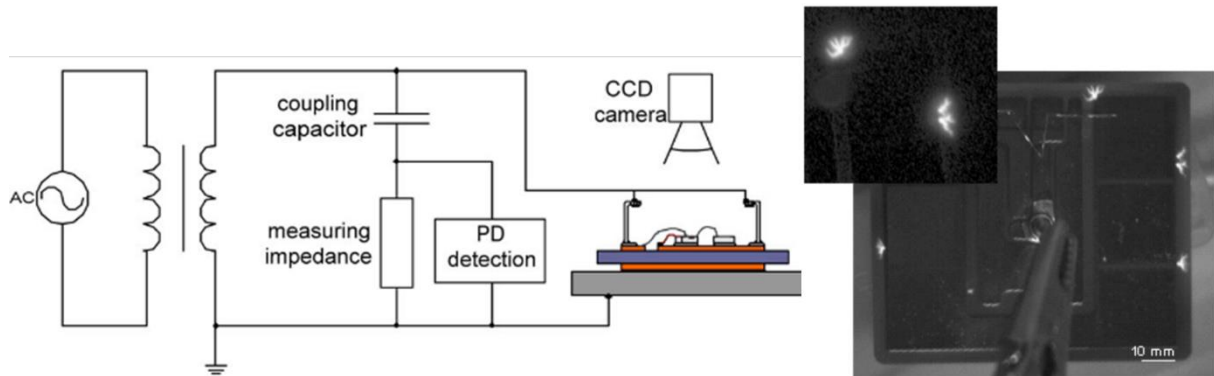 AC
coupling
capacitor
measuring
impedance
PD
detection
CCD
camera
10 mm